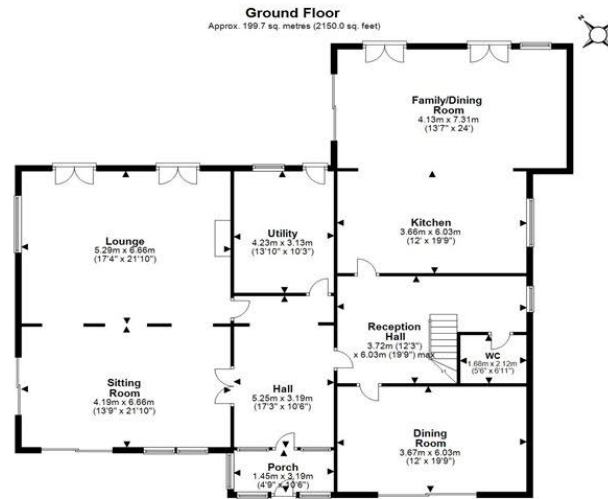 Ground Floor
Approx. 199.7 sq. metres (2150.0 sq. feet)
Family/Dining
Room
4.13m x 7.31m
(13'7" x 24')
Kitchen
3.66m x 6.03m
(12' x 19'9")
Utility
4.23m x 3.13m
(13'10" x 10'3")
Lounge
5.29m x 6.66m
(17'4" x 21'10")
Reception
Hall
3.72m (12'3")
x 6.03m (19'9") max
WC
1.68m x 2.12m
(5'6" x 6'11")
Sitting
Room
4.19m x 6.66m
(13'9" x 21'10")
Hall
5.25m x 3.19m
(17'3" x 10'6")
Dining
Room
3.67m x 6.03m
(12' x 19'9")
Porch
1.45m x 3.19m
(4'9" x 10'6")